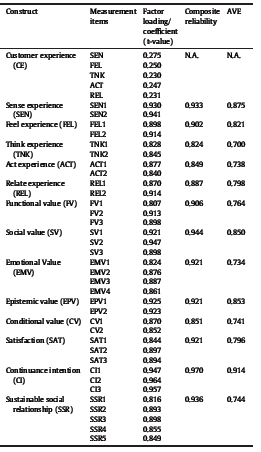 Construct Measurement items Factor loading/coefficient (t-value) Composite reliability AVE
Customer experience (CE) SEN 0,275 N.A. N.A.
FEL 0,250
TNK 0,230
ACT 0,247
REL 0,231
Sense experience (SEN) SEN1 0,930 0,933 0,875
SEN2 0,941
Feel experience (FEL) FEL1 0,898 0,902 0,821
FEL2 0,914
Think experience (TNK) TNK1 0,828 0,824 0,700
TNK2 0,845
Act experience (ACT) ACT1 0,877 0,849 0,738
ACT2 0,840
Relate experience (REL) REL1 0,870 0,887 0,798
REL2 0,914
Functional value (FV) FV1 0,807 0,906 0,764
FV2 0,913
FV3 0,898
Social value (SV) SV1 0,921 0,944 0,850
SV2 0,947
SV3 0,898
Emotional Value (EMV) EMV1 0,824 0,921 0,734
EMV2 0,876
EMV3 0,887
EMV4 0,861
Epistemic value (EPV) EPV1 0,925 0,921 0,853
EPV2 0,923
Conditional value (CV) CV1 0,870 0,851 0,741
CV2 0,852
Satisfaction (SAT) SAT1 0,844 0,921 0,796
SAT2 0,897
SAT3 0,894
Continuance intention (CI) CI1 0,947 0,970 0,914
CI2 0,964
CI3 0,957
Sustainable social relationship (SSR) SSR1 0,816 0,936 0,744
SSR2 0,893
SSR3 0,898
SSR4 0,855
SSR5 0,849